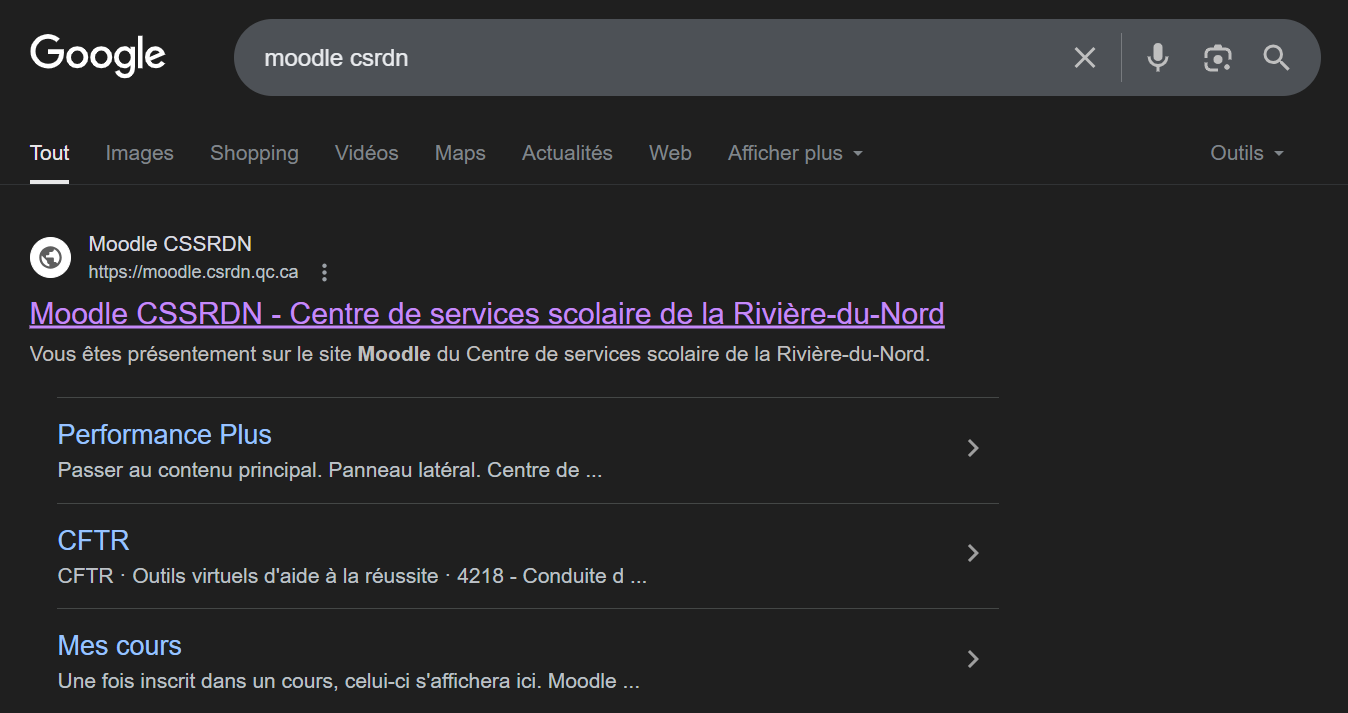 Google
moodle csrdn
Tout Images Shopping Vidéos Maps Actualités Web Afficher plus Outils
Moodle CSSRDN
https://moodle.csrdn.qc.ca
Moodle CSSRDN - Centre de services scolaire de la Rivière-du-Nord
Vous êtes présentement sur le site Moodle du Centre de services scolaire de la Rivière-du-Nord.
Performance Plus
Passer au contenu principal. Panneau latéral. Centre de ...
CFTR
CFTR · Outils virtuels d'aide à la réussite · 4218 - Conduite d ...
Mes cours
Une fois inscrit dans un cours, celui-ci s'affichera ici. Moodle ...